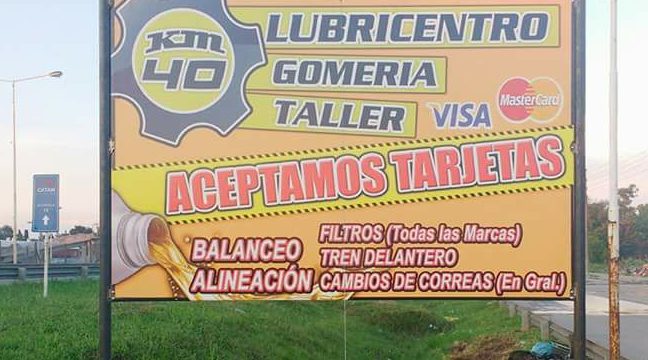 KM
40
LUBRICENTRO
GOMERIA
TALLER
VISA
MasterCard
ACEPTAMOS TARJETAS
BALANCEO
ALINEACIÓN
FILTROS (Todas las Marcas)
TREN DELANTERO
CAMBIOS DE CORREAS (En Gral.)
CATAN